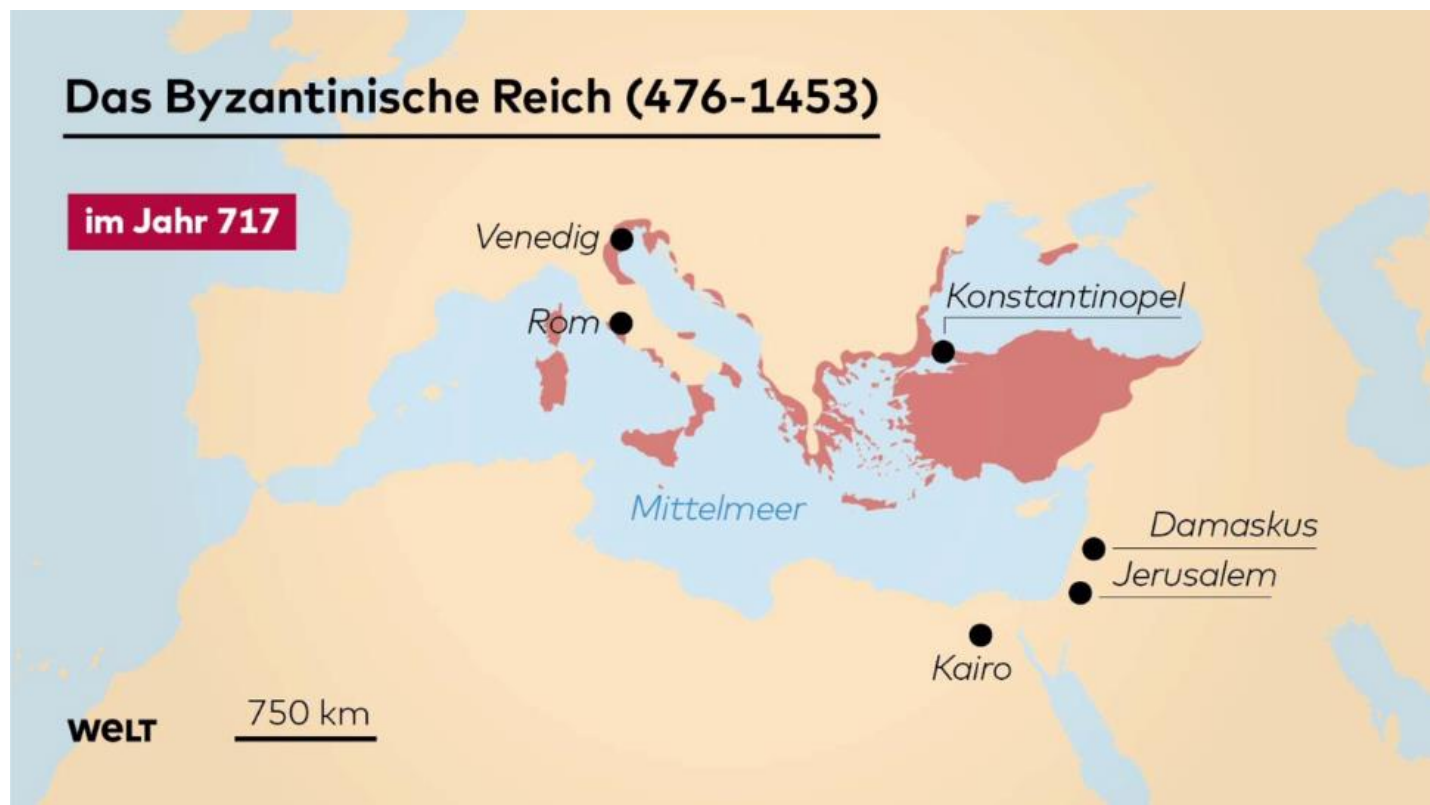 Das Byzantinische Reich (476-1453)
im Jahr 717
Venedig
Konstantinopel
Rom
Mittelmeer
Damaskus
Jerusalem
Kairo
750 km
WELT